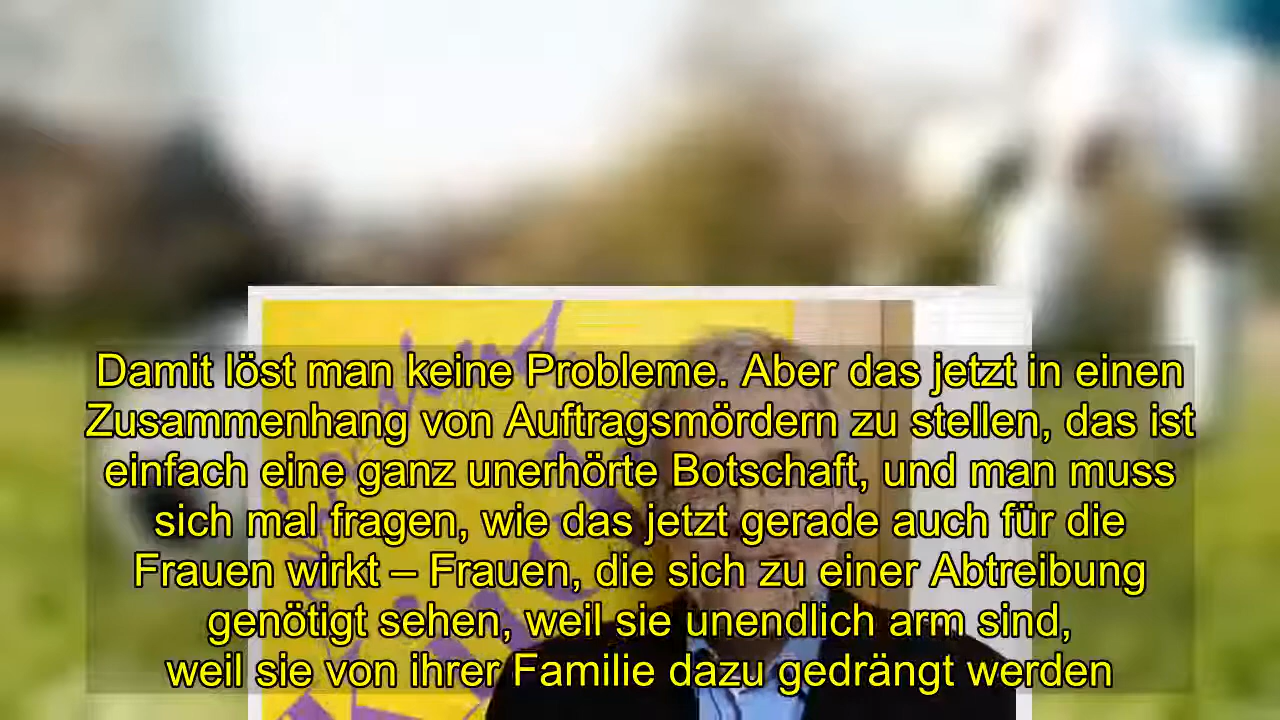 Damit löst man keine Probleme. Aber das jetzt in einen
Zusammenhang von Auftragsmördern zu stellen, das ist
einfach eine ganz unerhörte Botschaft, und man muss
sich mal fragen, wie das jetzt gerade auch für die
Frauen wirkt – Frauen, die sich zu einer Abtreibung
genötigt sehen, weil sie unendlich arm sind,
weil sie von ihrer Familie dazu gedrängt werden